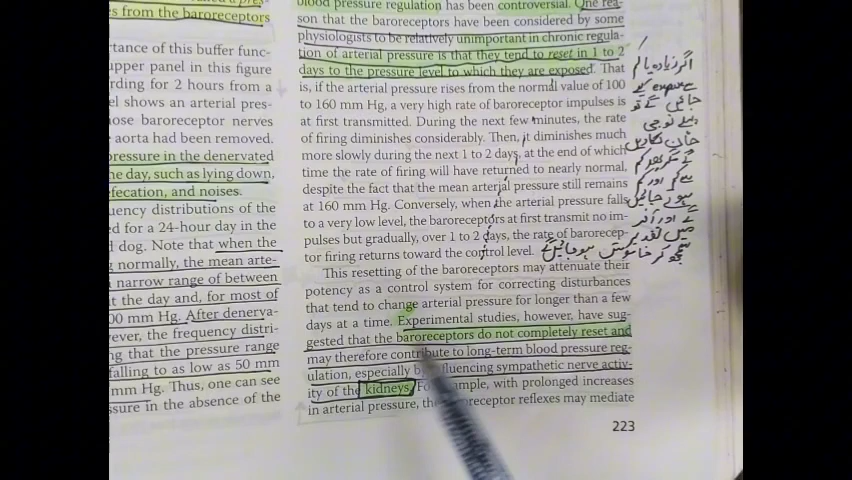 s from the baroreceptors
rtance of this buffer func-
upper panel in this figure
rding for 2 hours from a
el shows an arterial pres-
ose baroreceptor nerves
aorta had been removed.
pressure in the denervated
he day, such as lying down,
efecation, and noises.
uency distributions of the
d for a 24-hour day in the
d dog. Note that when the
g normally, the mean arte-
narrow range of between
t the day and, for most of
00 mm Hg. After denerva-
ever, the frequency distri-
ng that the pressure range
falling to as low as 50 mm
mm Hg. Thus, one can see
ssure in the absence of the
blood pressure regulation has been controversial. One rea-
son that the baroreceptors have been considered by some
physiologists to be relatively unimportant in chronic regula-
tion of arterial pressure is that they tend to reset in 1 to 2
days to the pressure level to which they are exposed. That
is, if the arterial pressure rises from the normal value of 100
to 160 mm Hg, a very high rate of baroreceptor impulses is
at first transmitted. During the next few minutes, the rate
of firing diminishes considerably. Then, it diminishes much
more slowly during the next 1 to 2 days, at the end of which
time the rate of firing will have returned to nearly normal,
despite the fact that the mean arterial pressure still remains
at 160 mm Hg. Conversely, when the arterial pressure falls
to a very low level, the baroreceptors at first transmit no im-
pulses but gradually, over 1 to 2 days, the rate of barorecep-
tor firing returns toward the control level.
This resetting of the baroreceptors may attenuate their
potency as a control system for correcting disturbances
that tend to change arterial pressure for longer than a few
days at a time. Experimental studies, however, have sug-
gested that the baroreceptors do not completely reset and
may therefore contribute to long-term blood pressure reg-
ulation, especially by influencing sympathetic nerve activ-
ity of the kidneys. For example, with prolonged increases
in arterial pressure, the baroreceptor reflexes may mediate
223
اگر زیادہ یا کم
expose کیے
جائیں گے تو
پہلے تو جی